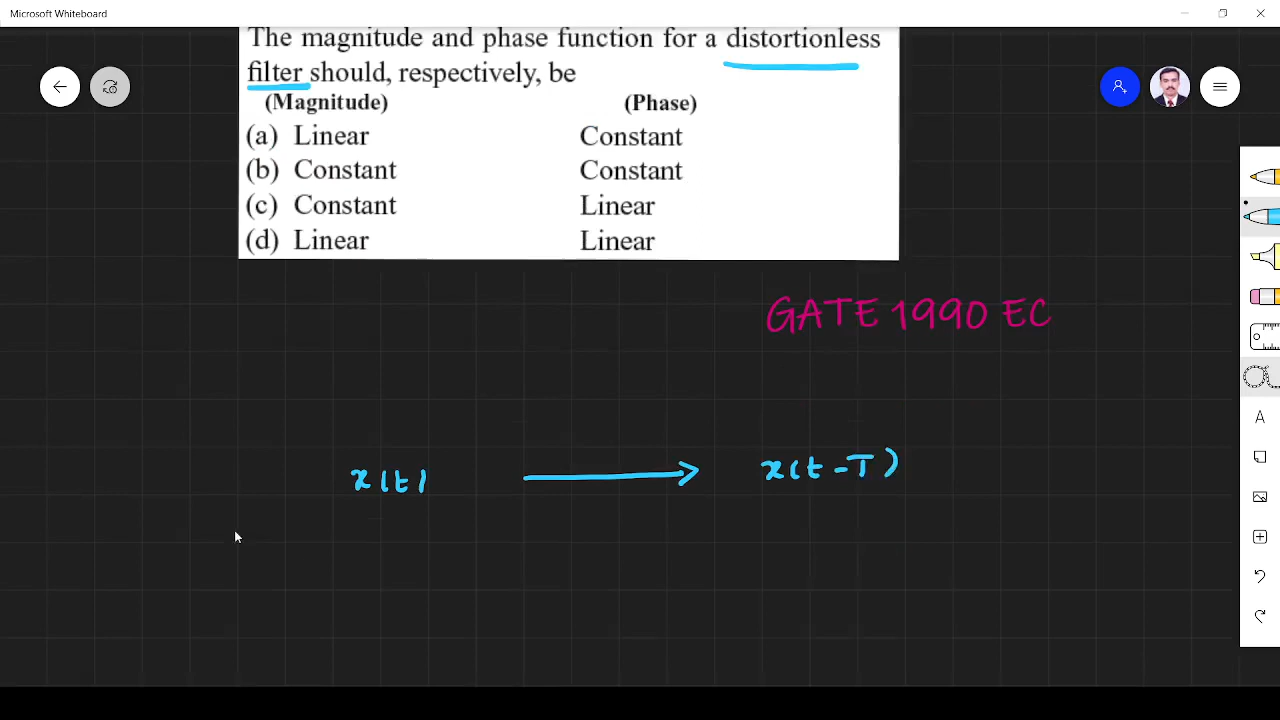 Microsoft Whiteboard
The magnitude and phase function for a distortionless
filter should, respectively, be
(Magnitude) (Phase)
(a) Linear Constant
(b) Constant Constant
(c) Constant Linear
(d) Linear Linear
GATE 1990 EC
x(t) → x(t-T)
A